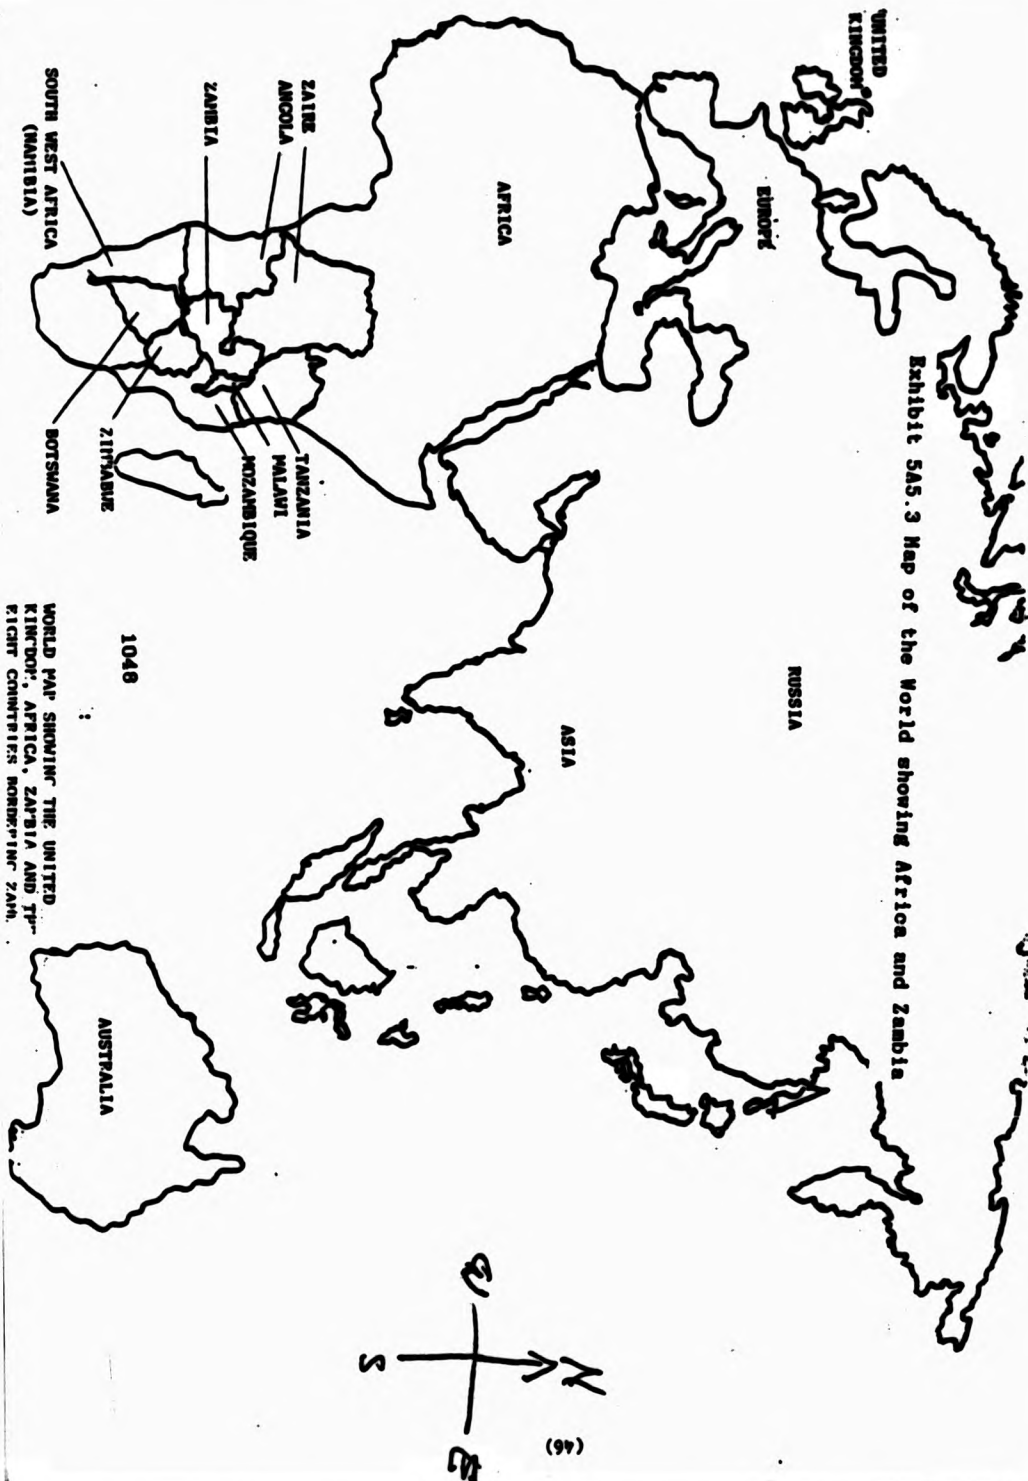 Exhibit 5A5.3 Map of the World showing Africa and Zambia
UNITED
KINGDOM
EUROPE
RUSSIA
AFRICA
ASIA
ZAIRE
ANGOLA
ZAMBIA
SOUTH WEST AFRICA
(NAMIBIA)
TANZANIA
MALAWI
MOZAMBIQUE
ZIMBABUE
BOTSWANA
AUSTRALIA
N
W
E
S
1048
WORLD MAP SHOWING THE UNITED
KINGDOM, AFRICA, ZAMBIA AND THE
EIGHT COUNTRIES BORDERING ZAMB.
(46)